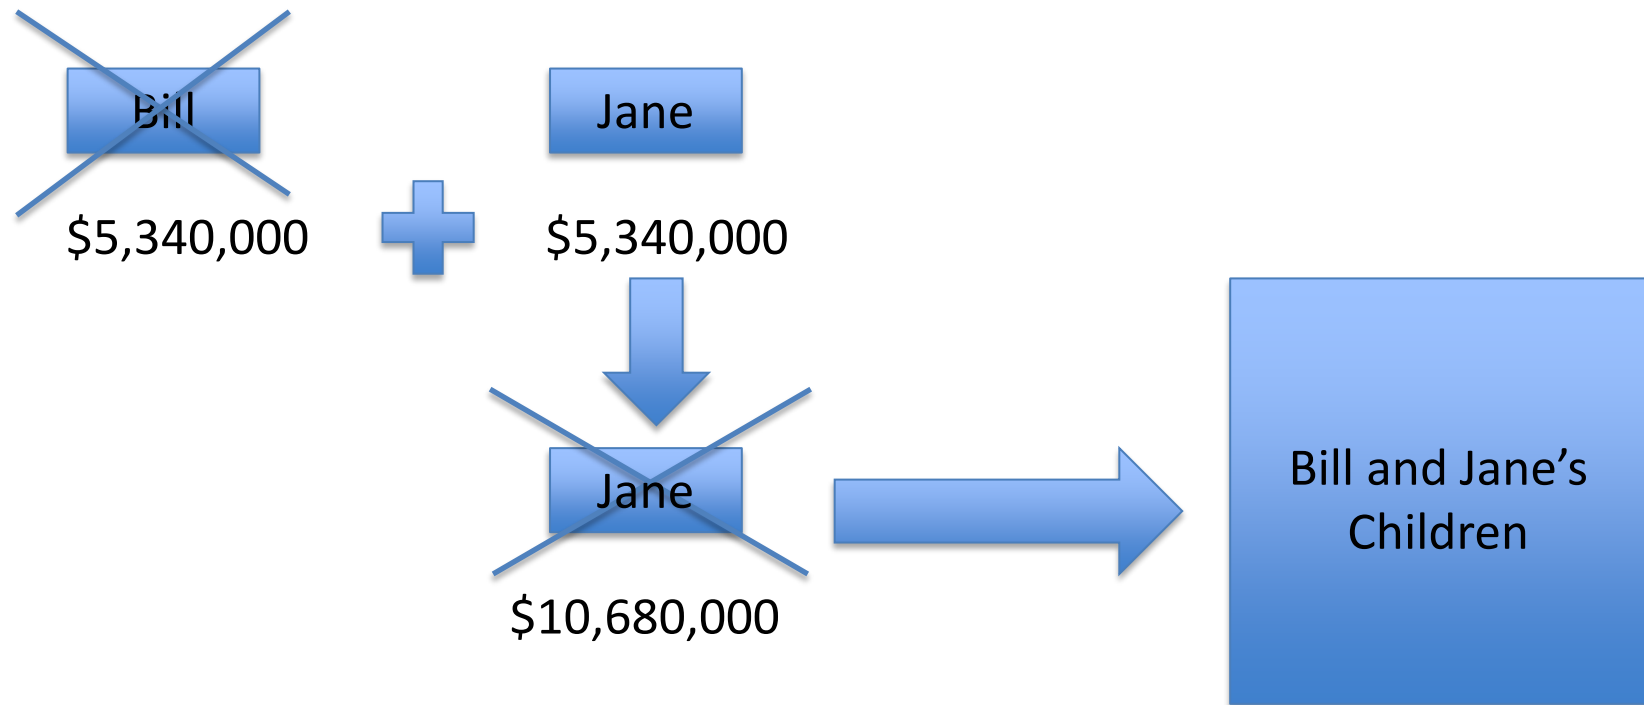 Bill
Jane
$5,340,000
$5,340,000
Jane
$10,680,000
Bill and Jane’s
Children